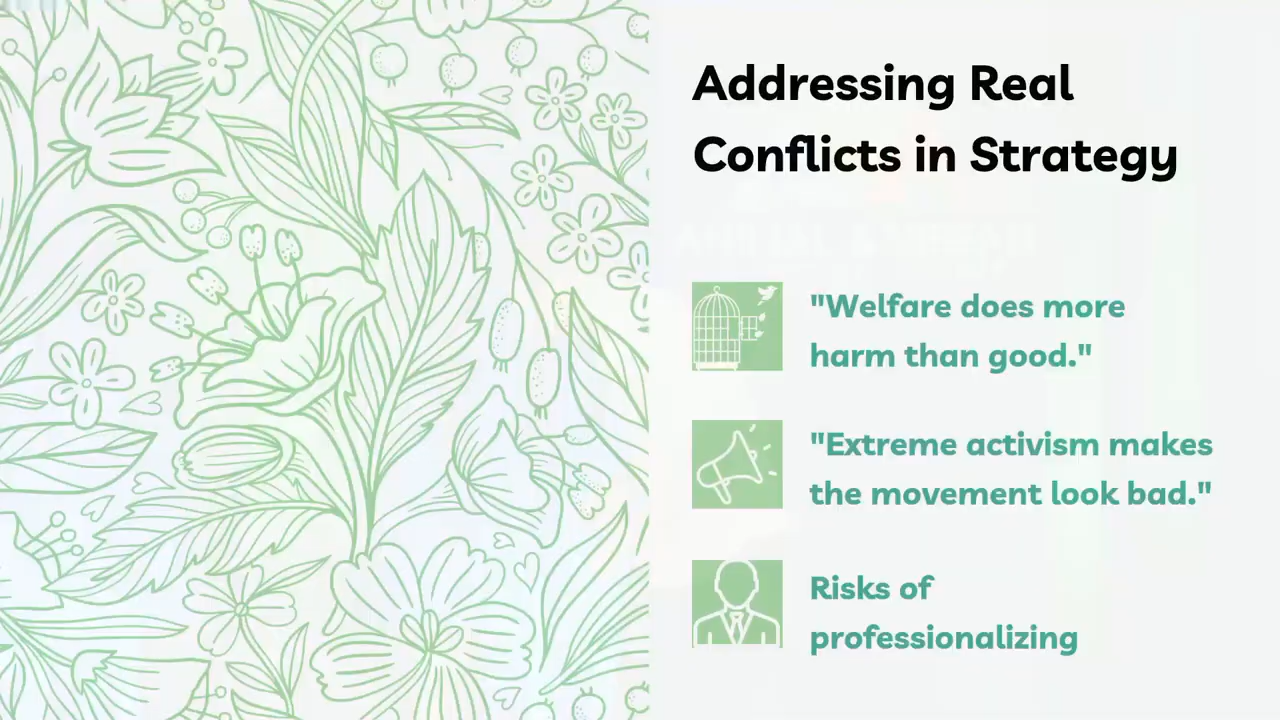 Addressing Real
Conflicts in Strategy
"Welfare does more
harm than good."
"Extreme activism makes
the movement look bad."
Risks of
professionalizing